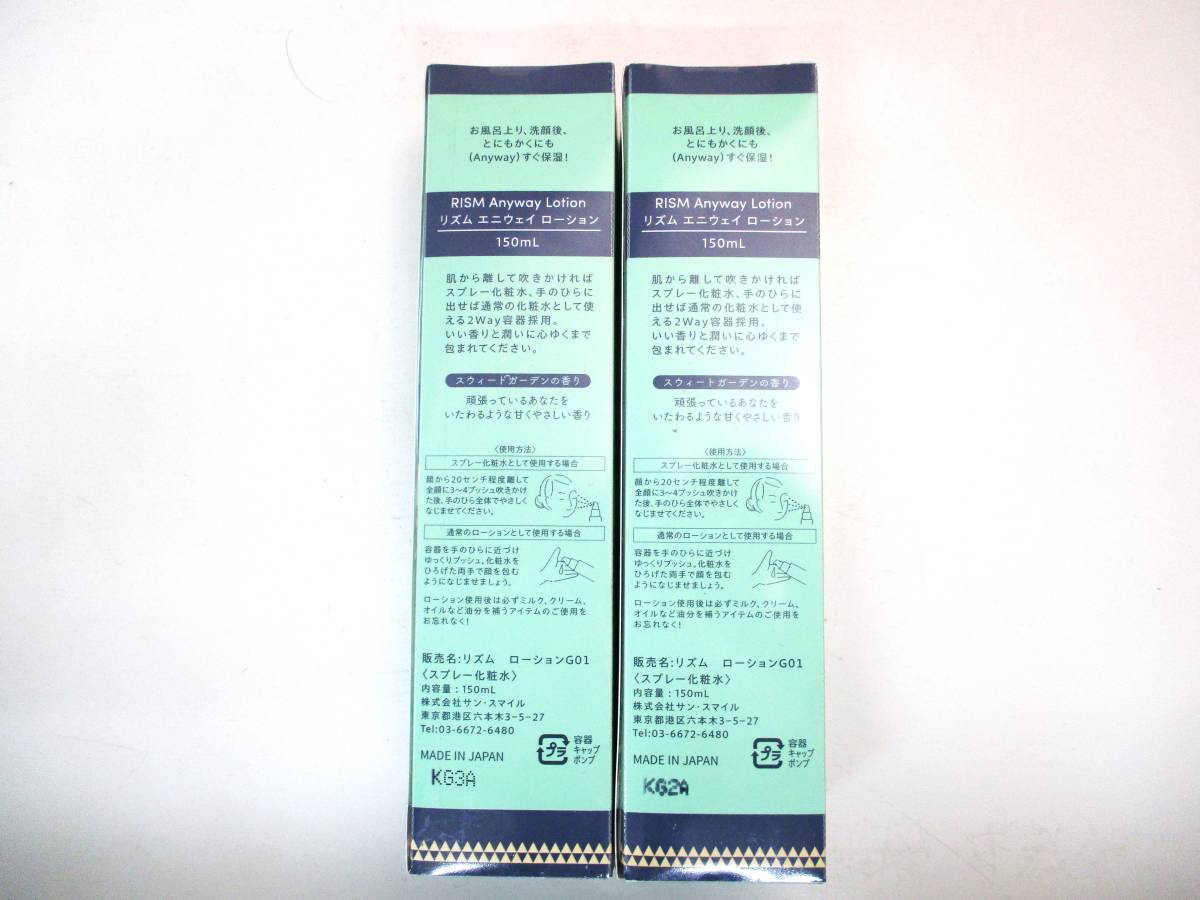 お風呂上り、洗顔後、
とにもかくにも
(Anyway)すぐ保湿!
RISM Anyway Lotion
リズム エニウェイ ローション
150mL
肌から離して吹きかければ
スプレー化粧水、手のひらに
出せば通常の化粧水として使
える2Way容器採用。
いい香りと潤いに心ゆくまで
包まれてください。
スウィートガーデンの香り
頑張っているあなたを
いたわるような甘くやさしい香り
〈使用方法〉
スプレー化粧水として使用する場合
顔から20センチ程度離して
全顔に3〜4プッシュ吹きかけ
た後、手のひら全体でやさしく
なじませてください。
通常のローションとして使用する場合
容器を手のひらに近づけ
ゆっくりプッシュ。化粧水を
ひろげた両手で顔を包む
ようになじませましょう。
ローション使用後は必ずミルク、クリーム、
オイルなど油分を補うアイテムのご使用を
お忘れなく!
販売名:リズム ローションG01
〈スプレー化粧水〉
内容量:150mL
株式会社サン・スマイル
東京都港区六本木3-5-27
Tel:03-6672-6480
MADE IN JAPAN
プラ
容器
キャップ
ポンプ
KG3A
お風呂上り、洗顔後、
とにもかくにも
(Anyway)すぐ保湿!
RISM Anyway Lotion
リズム エニウェイ ローション
150mL
肌から離して吹きかければ
スプレー化粧水、手のひらに
出せば通常の化粧水として使
える2Way容器採用。
いい香りと潤いに心ゆくまで
包まれてください。
スウィートガーデンの香り
頑張っているあなたを
いたわるような甘くやさしい香り
〈使用方法〉
スプレー化粧水として使用する場合
顔から20センチ程度離して
全顔に3〜4プッシュ吹きかけ
た後、手のひら全体でやさしく
なじませてください。
通常のローションとして使用する場合
容器を手のひらに近づけ
ゆっくりプッシュ。化粧水を
ひろげた両手で顔を包む
ようになじませましょう。
ローション使用後は必ずミルク、クリーム、
オイルなど油分を補うアイテムのご使用を
お忘れなく!
販売名:リズム ローションG01
〈スプレー化粧水〉
内容量:150mL
株式会社サン・スマイル
東京都港区六本木3-5-27
Tel:03-6672-6480
MADE IN JAPAN
プラ
容器
キャップ
ポンプ
KG2A